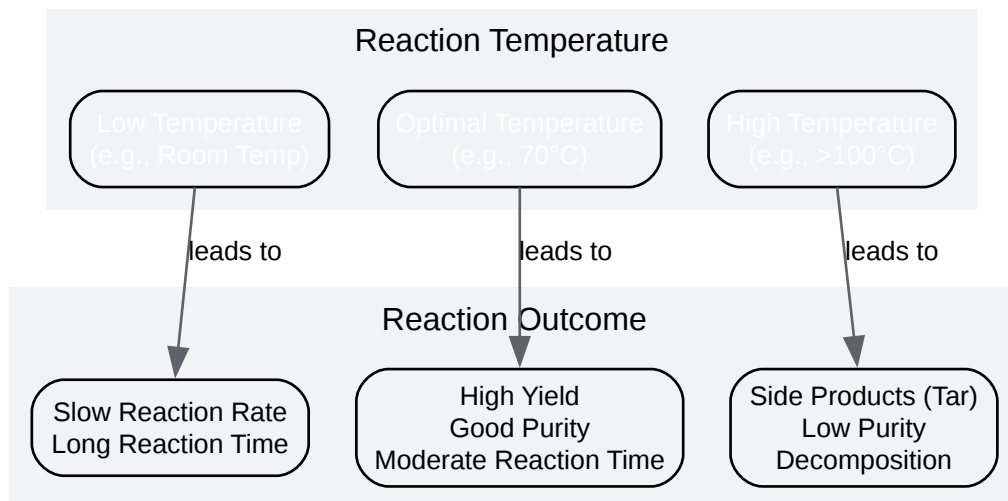 Reaction Temperature
Low Temperature
(e.g., Room Temp)
Optimal Temperature
(e.g., 70°C)
High Temperature
(e.g., >100°C)
leads to
leads to
leads to
Reaction Outcome
Slow Reaction Rate
Long Reaction Time
High Yield
Good Purity
Moderate Reaction Time
Side Products (Tar)
Low Purity
Decomposition